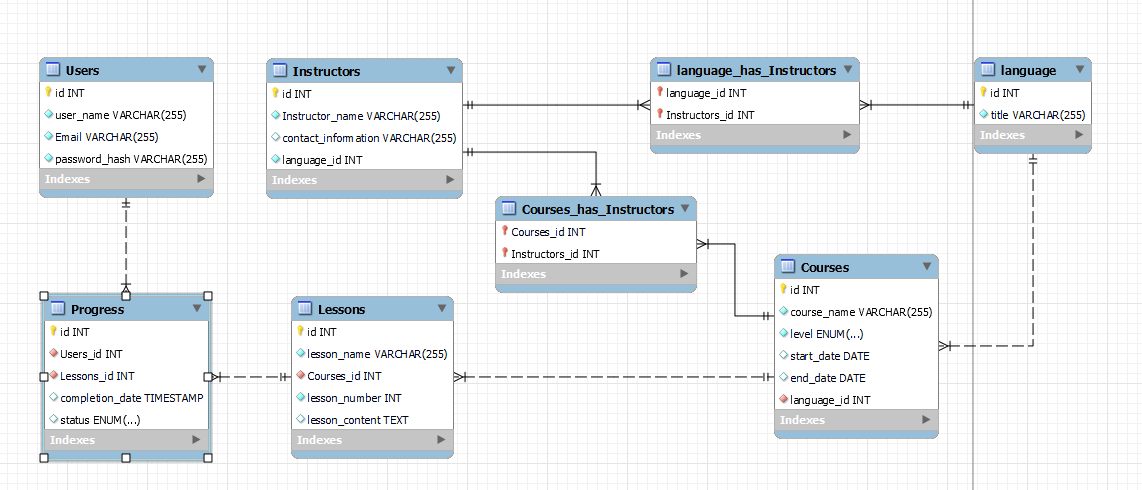 Users
id INT
user_name VARCHAR(255)
Email VARCHAR(255)
password_hash VARCHAR(255)
Indexes
Instructors
id INT
Instructor_name VARCHAR(255)
contact_infomation VARCHAR(255)
language_id INT
Indexes
language_has_Instructors
language_id INT
Instructors_id INT
Indexes
language
id INT
title VARCHAR(255)
Indexes
Courses_has_Instructors
Courses_id INT
Instructors_id INT
Indexes
Courses
id INT
course_name VARCHAR(255)
level ENUM(...)
start_date DATE
end_date DATE
language_id INT
Indexes
Progress
id INT
Users_id INT
Lessons_id INT
completion_date TIMESTAMP
status ENUM(...)
Indexes
Lessons
id INT
lesson_name VARCHAR(255)
Courses_id INT
lesson_number INT
lesson_content TEXT
Indexes